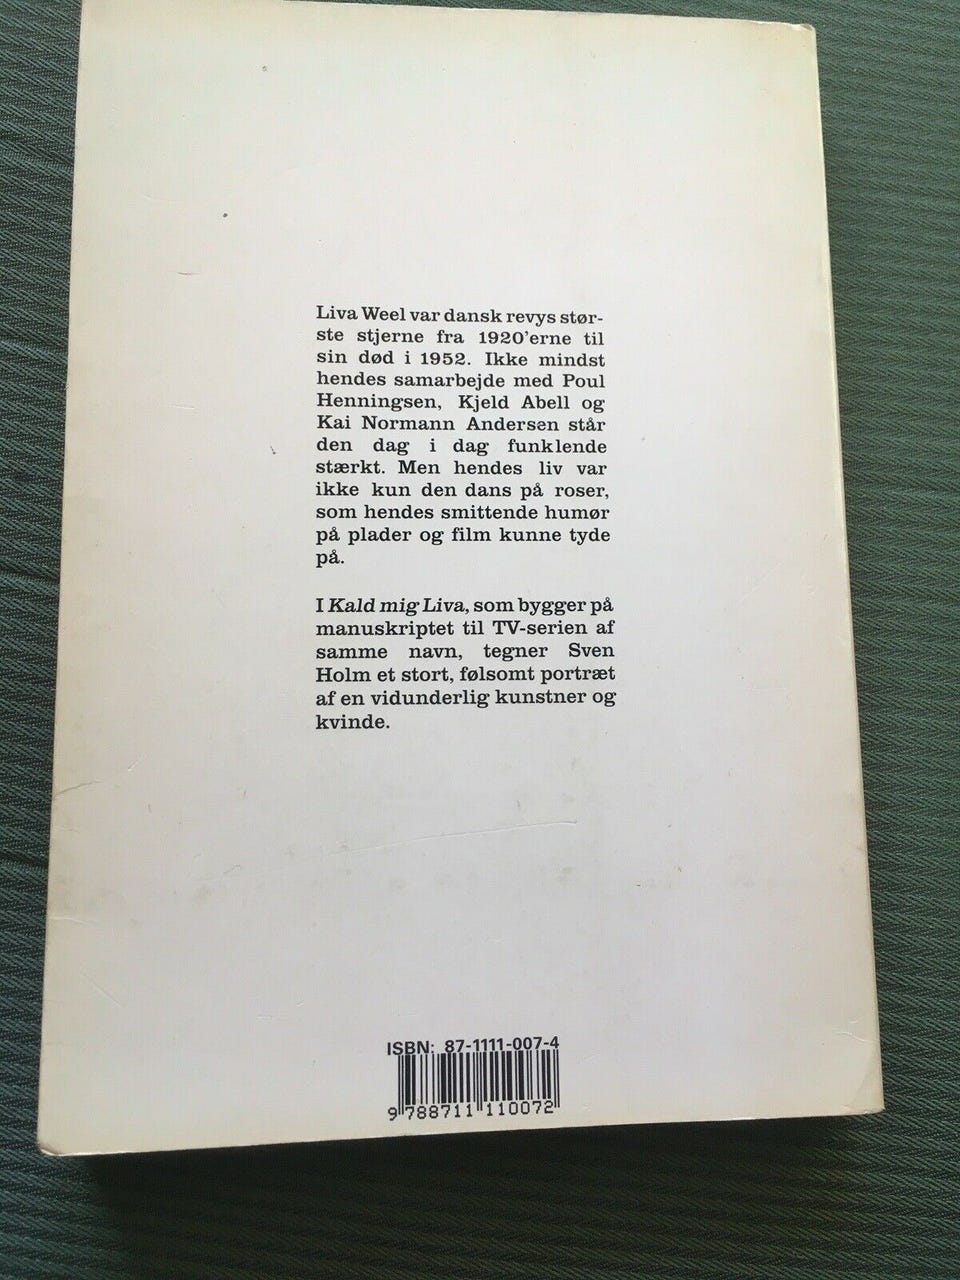 Liva Weel var dansk revys stør-
ste stjerne fra 1920'erne til
sin død i 1952. Ikke mindst
hendes samarbejde med Poul
Henningsen, Kjeld Abell og
Kai Normann Andersen står
den dag i dag funklende
stærkt. Men hendes liv var
ikke kun den dans på roser,
som hendes smittende humør
på plader og film kunne tyde
på.
I Kald mig Liva, som bygger på
manuskriptet til TV-serien af
samme navn, tegner Sven
Holm et stort, følsomt portræt
af en vidunderlig kunstner og
kvinde.
ISBN: 87-1111-007-4
9 788711 110072